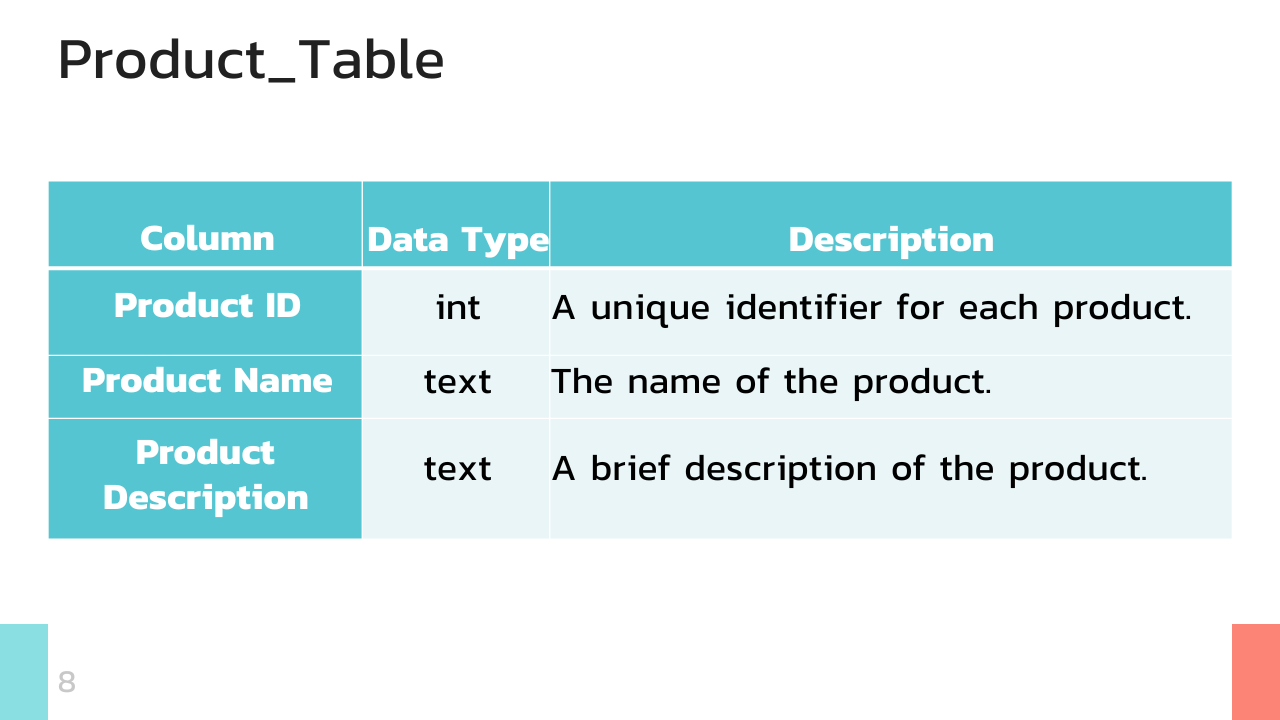 Product_Table
Column Data Type Description
Product ID int A unique identifier for each product.
Product Name text The name of the product.
Product
Description
text A brief description of the product.
8